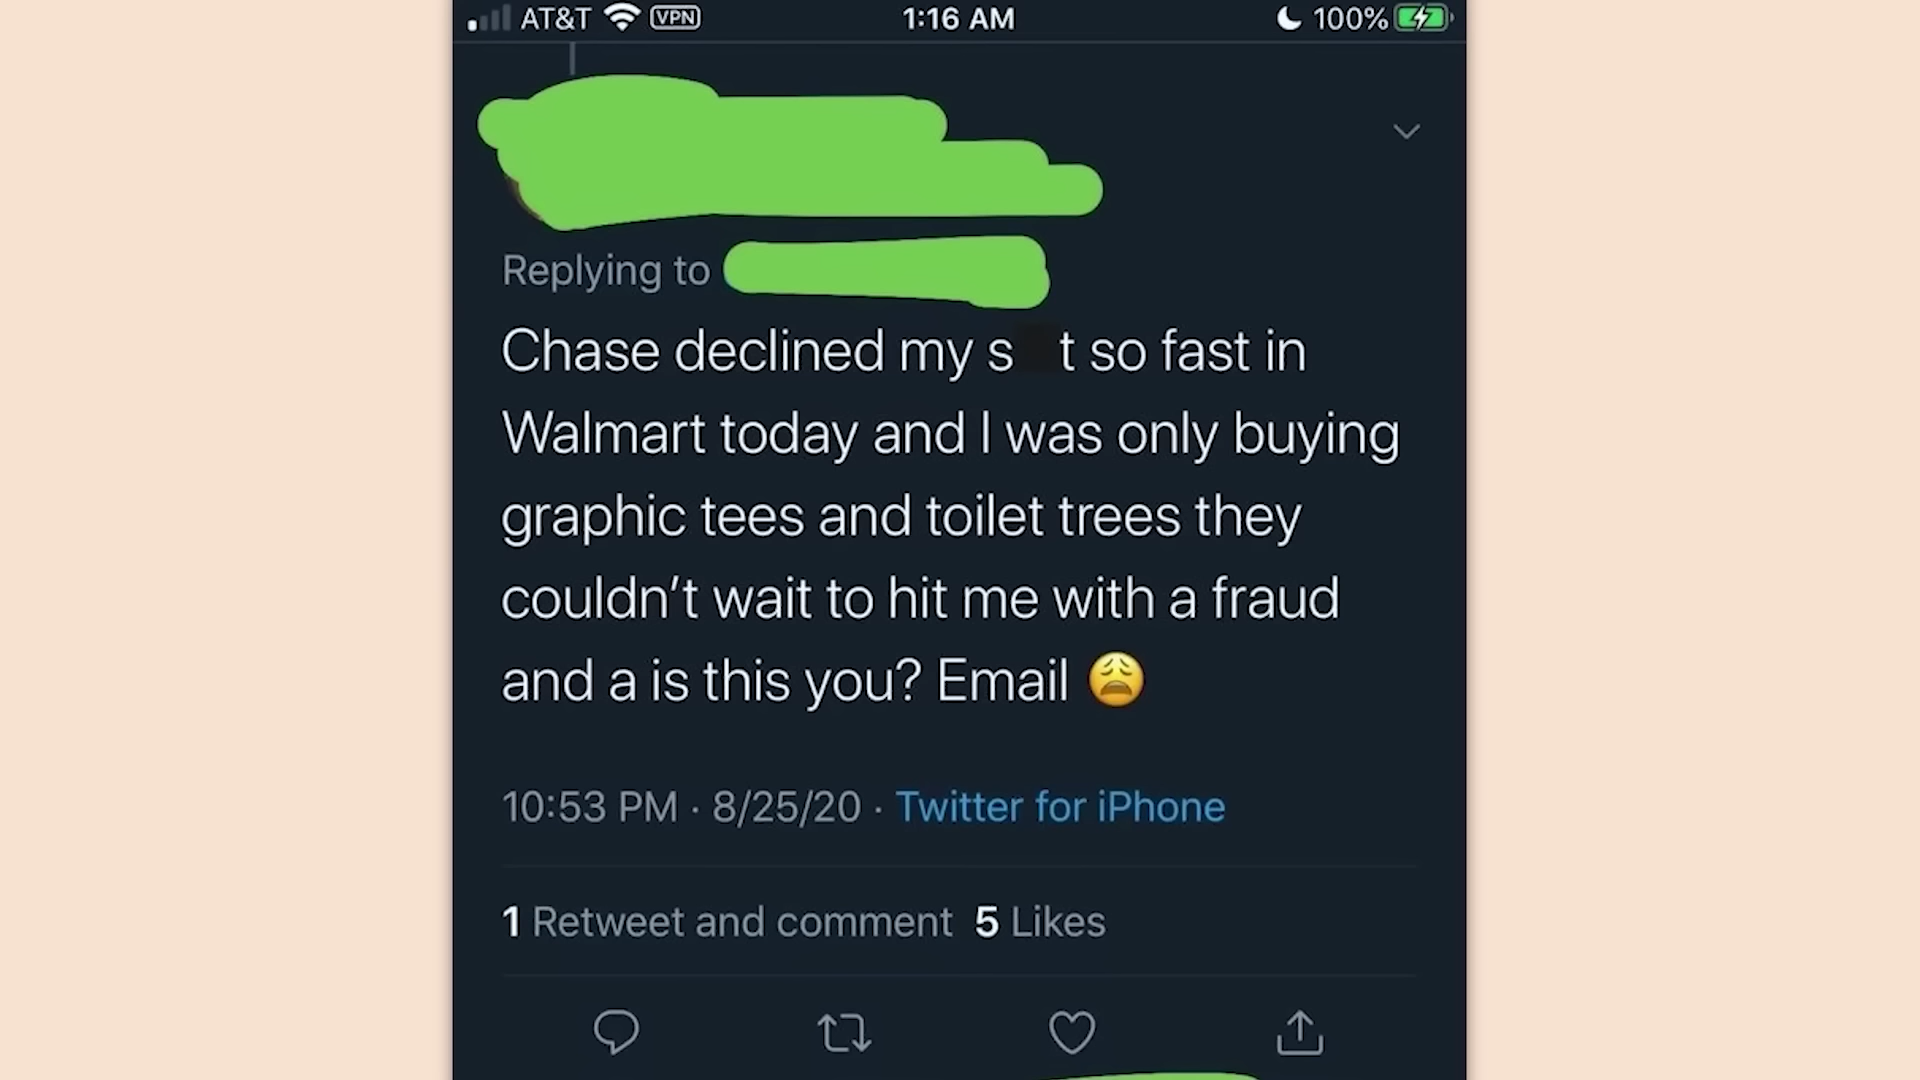 AT&T VPN 1:16 AM 100%
Replying to
Chase declined my s t so fast in
Walmart today and I was only buying
graphic tees and toilet trees they
couldn’t wait to hit me with a fraud
and a is this you? Email 😩
10:53 PM · 8/25/20 · Twitter for iPhone
1 Retweet and comment 5 Likes